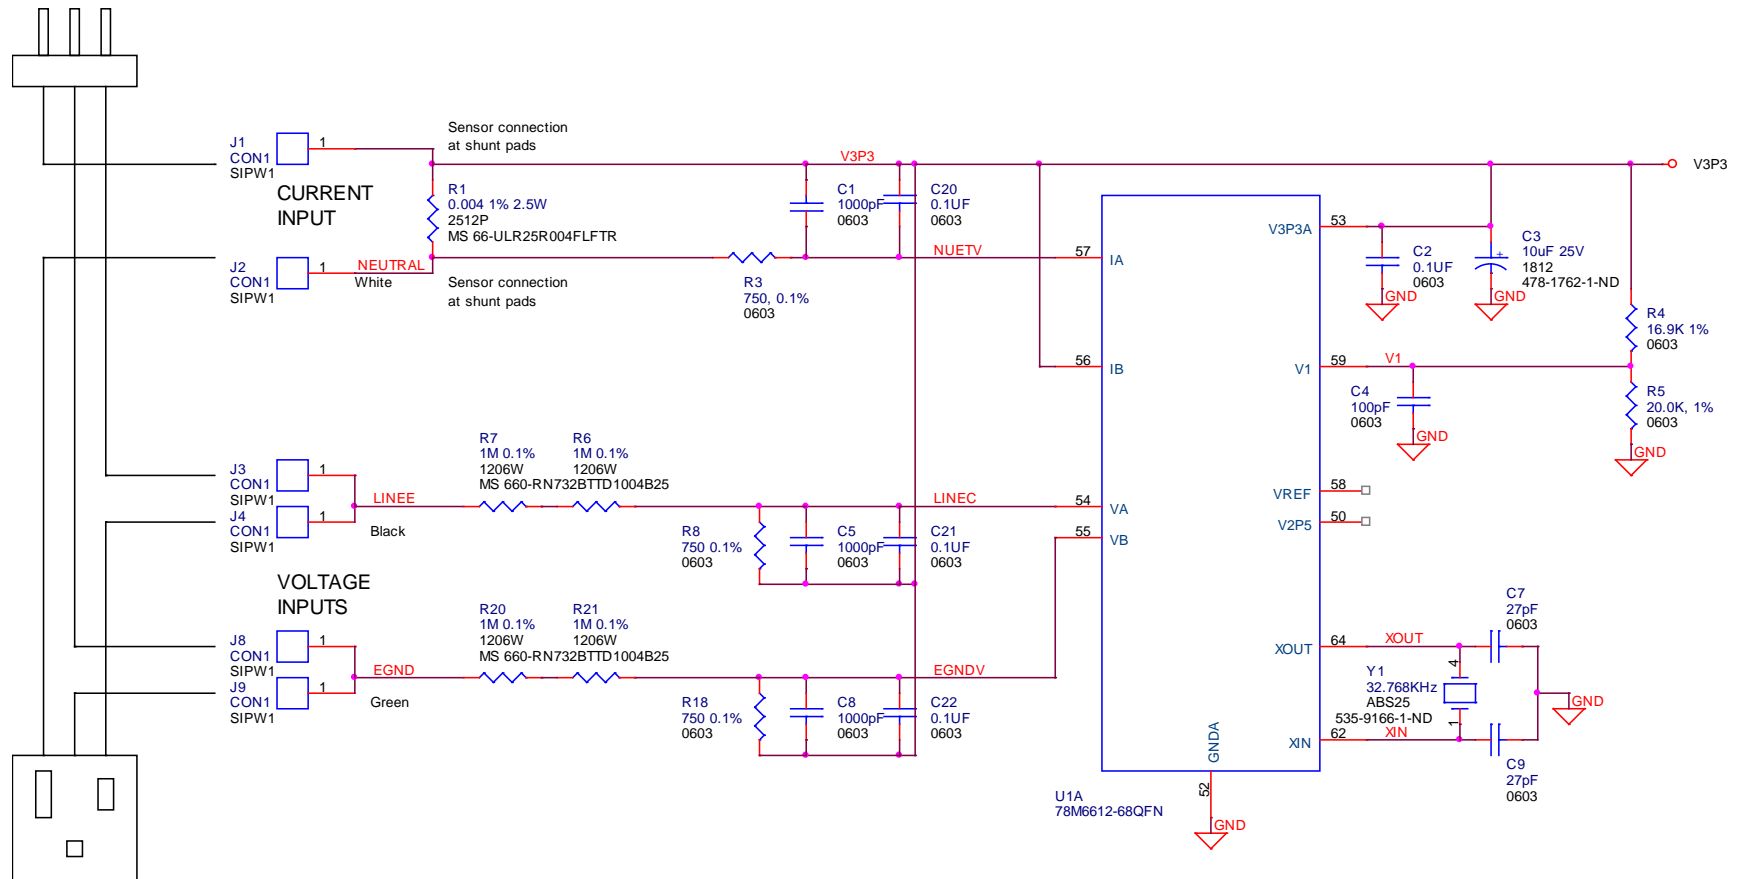 J1
CON1
SIPW1
1
Sensor connection
at shunt pads
CURRENT
INPUT
R1
0.004 1% 2.5W
2512P
MS 66-ULR25R004FLFTR
J2
CON1
SIPW1
1
NEUTRAL
White
Sensor connection
at shunt pads
V3P3
C1
1000pF
0603
C20
0.1UF
0603
R3
750, 0.1%
0603
NUETV
57
IA
56
IB
V3P3
V3P3A
53
C2
0.1UF
0603
GND
C3
10uF 25V
1812
478-1762-1-ND
+
GND
R4
16.9K 1%
0603
V1
59
V1
C4
100pF
0603
GND
R5
20.0K, 1%
0603
GND
J3
CON1
SIPW1
1
J4
CON1
SIPW1
1
LINEE
Black
R7
1M 0.1%
1206W
MS 660-RN732BTTD1004B25
R6
1M 0.1%
1206W
R8
750 0.1%
0603
C5
1000pF
0603
C21
0.1UF
0603
LINEC
54
VA
55
VB
VREF
58
V2P5
50
VOLTAGE
INPUTS
J8
CON1
SIPW1
1
J9
CON1
SIPW1
1
EGND
Green
R20
1M 0.1%
1206W
MS 660-RN732BTTD1004B25
R21
1M 0.1%
1206W
R18
750 0.1%
0603
C8
1000pF
0603
C22
0.1UF
0603
EGNDV
XOUT
64
XOUT
C7
27pF
0603
Y1
32.768KHz
ABS25
535-9166-1-ND
4
1
GND
XIN
62
XIN
C9
27pF
0603
GNDA
52
GND
U1A
78M6612-68QFN